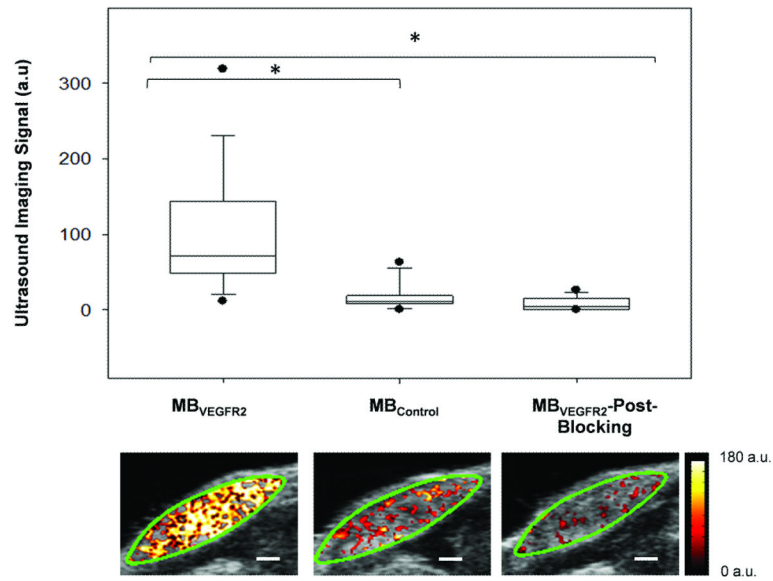 Ultrasound Imaging Signal (a.u)
*
*
300
200
100
0
MBVEGFR2
MBControl
MBVEGFR2-Post-
Blocking
180 a.u.
0 a.u.